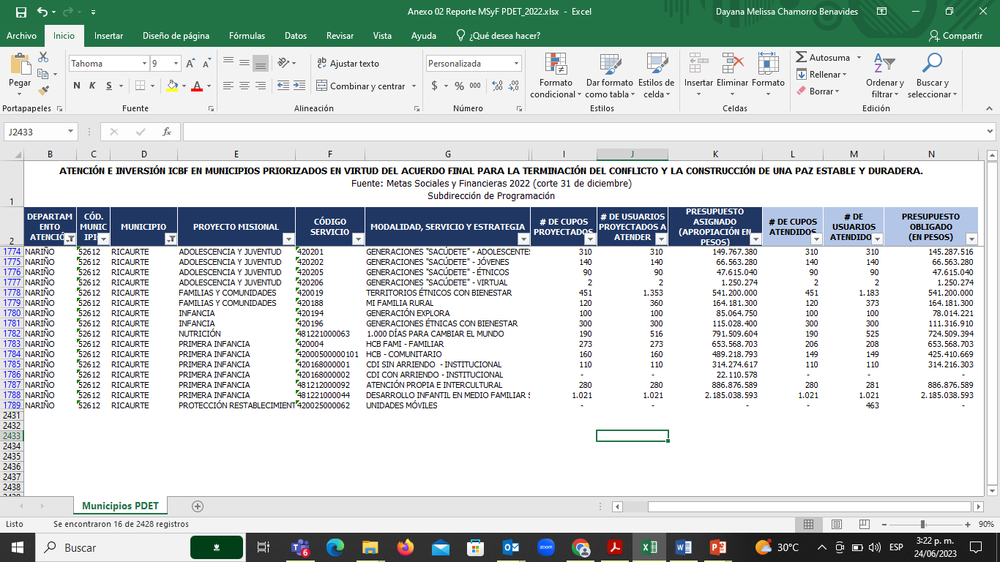 Anexo 02 Reporte MSyF PDET_2022.xlsx - Excel
Dayana Melissa Chamorro Benavides
Archivo Inicio Insertar Diseño de página Fórmulas Datos Revisar Vista Ayuda ¿Qué desea hacer? Compartir
Pegar
Portapapeles
Tahoma 9
N K S
Fuente
Ajustar texto
Combinar y centrar
Alineación
Personalizada
$ % 000
Número
Formato condicional
Dar formato como tabla
Estilos de celda
Estilos
Insertar Eliminar Formato
Celdas
Autosuma
Rellenar
Borrar
Ordenar y filtrar
Buscar y seleccionar
Edición
J2433 fx
B C D E F G I J K L M N
1
ATENCIÓN E INVERSIÓN ICBF EN MUNICIPIOS PRIORIZADOS EN VIRTUD DEL ACUERDO FINAL PARA LA TERMINACIÓN DEL CONFLICTO Y LA CONSTRUCCIÓN DE UNA PAZ ESTABLE Y DURADERA.
Fuente: Metas Sociales y Financieras 2022 (corte 31 de diciembre)
Subdirección de Programación
2
DEPARTAM ENTO ATENCIÓ
CÓD. MUNIC IPI
MUNICIPIO
PROYECTO MISIONAL
CÓDIGO SERVICIO
MODALIDAD, SERVICIO Y ESTRATEGIA
# DE CUPOS PROYECTADOS
# DE USUARIOS PROYECTADOS A ATENDER
PRESUPUESTO ASIGNADO (APROPIACIÓN EN PESOS)
# DE CUPOS ATENDIDOS
# DE USUARIOS ATENDIDO
PRESUPUESTO OBLIGADO (EN PESOS)
1774 NARIÑO 52612 RICAURTE ADOLESCENCIA Y JUVENTUD 420201 GENERACIONES "SACÚDETE" - ADOLESCENTES 310 310 149.767.380 310 310 145.287.516
1775 NARIÑO 52612 RICAURTE ADOLESCENCIA Y JUVENTUD 420202 GENERACIONES "SACÚDETE" - JÓVENES 140 140 66.563.280 140 140 66.563.280
1776 NARIÑO 52612 RICAURTE ADOLESCENCIA Y JUVENTUD 420205 GENERACIONES "SACÚDETE" - ÉTNICOS 90 90 47.615.040 90 90 47.615.040
1777 NARIÑO 52612 RICAURTE ADOLESCENCIA Y JUVENTUD 420206 GENERACIONES "SACÚDETE" - VIRTUAL 2 2 1.250.274 2 2 1.250.274
1778 NARIÑO 52612 RICAURTE FAMILIAS Y COMUNIDADES 420019 TERRITORIOS ÉTNICOS CON BIENESTAR 451 1.353 541.200.000 451 1.183 541.200.000
1779 NARIÑO 52612 RICAURTE FAMILIAS Y COMUNIDADES 420188 MI FAMILIA RURAL 120 360 164.181.300 120 373 164.181.300
1780 NARIÑO 52612 RICAURTE INFANCIA 420194 GENERACIÓN EXPLORA 100 100 85.064.750 100 100 78.014.221
1781 NARIÑO 52612 RICAURTE INFANCIA 420196 GENERACIONES ÉTNICAS CON BIENESTAR 300 300 115.028.400 300 300 111.316.910
1782 NARIÑO 52612 RICAURTE NUTRICIÓN 481221000063 1.000 DÍAS PARA CAMBIAR EL MUNDO 190 516 791.509.604 190 525 724.509.394
1783 NARIÑO 52612 RICAURTE PRIMERA INFANCIA 420004 HCB FAMI - FAMILIAR 273 273 653.568.703 206 208 653.568.703
1784 NARIÑO 52612 RICAURTE PRIMERA INFANCIA 42000500000101 HCB - COMUNITARIO 160 160 489.218.793 149 149 425.410.669
1785 NARIÑO 52612 RICAURTE PRIMERA INFANCIA 420168000001 CDI SIN ARRIENDO - INSTITUCIONAL 110 110 314.274.617 110 110 314.216.303
1786 NARIÑO 52612 RICAURTE PRIMERA INFANCIA 420168000002 CDI CON ARRIENDO - INSTITUCIONAL - - 22.110.578 - - -
1787 NARIÑO 52612 RICAURTE PRIMERA INFANCIA 481212000092 ATENCIÓN PROPIA E INTERCULTURAL 280 280 886.876.589 280 281 886.876.589
1788 NARIÑO 52612 RICAURTE PRIMERA INFANCIA 481221000044 DESARROLLO INFANTIL EN MEDIO FAMILIAR S 1.021 1.021 2.185.038.593 1.021 1.021 2.185.038.593
1789 NARIÑO 52612 RICAURTE PROTECCIÓN RESTABLECIMIENT 420025000062 UNIDADES MÓVILES - - - - 463 -
2431
2432
2433
2434
2435
2436
2437
2438
Municipios PDET
Listo Se encontraron 16 de 2428 registros 90%
Buscar
6
zoom
30°C
ESP
3:22 p. m.
24/06/2023